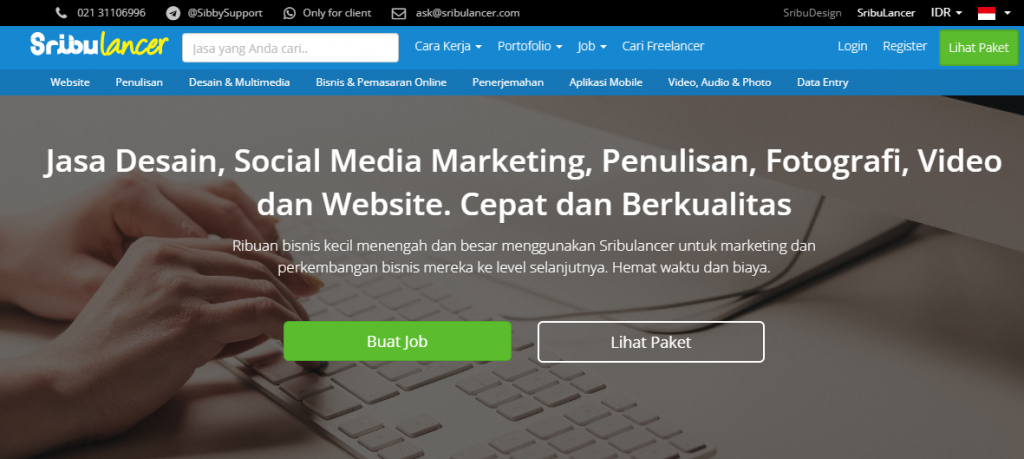 021 31106996 @SibbySupport Only for client ask@sribulancer.com SribuDesign SribuLancer IDR
Sribulancer Jasa yang Anda cari.. Cara Kerja Portofolio Job Cari Freelancer Login Register Lihat Paket
Website Penulisan Desain & Multimedia Bisnis & Pemasaran Online Penerjemahan Aplikasi Mobile Video, Audio & Photo Data Entry
Jasa Desain, Social Media Marketing, Penulisan, Fotografi, Video
dan Website. Cepat dan Berkualitas
Ribuan bisnis kecil menengah dan besar menggunakan Sribulancer untuk marketing dan
perkembangan bisnis mereka ke level selanjutnya. Hemat waktu dan biaya.
Buat Job Lihat Paket